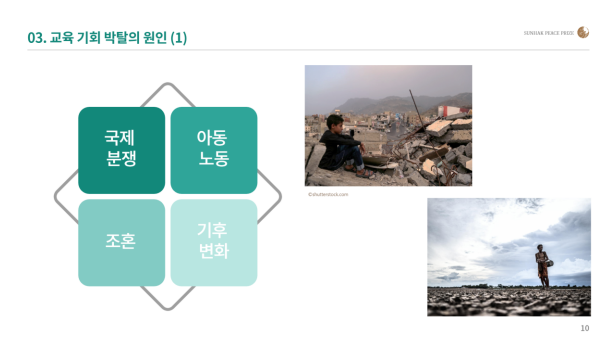 03. 교육 기회 박탈의 원인 (1)
SUNHAK PEACE PRIZE
국제
분쟁
아동
노동
조혼
기후
변화
©shutterstock.com
10